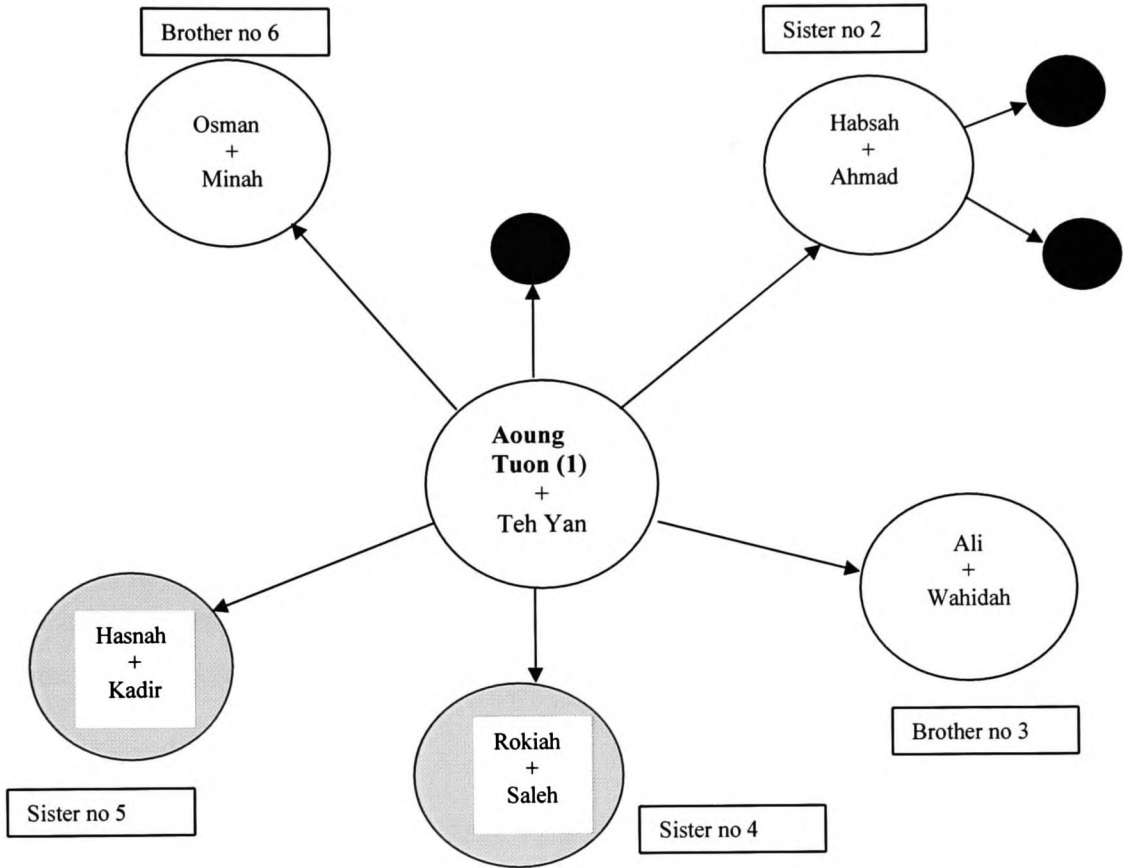 Brother no 6
Sister no 2
Osman
+
Minah
Habsah
+
Ahmad
Aoung
Tuon (1)
+
Teh Yan
Ali
+
Wahidah
Brother no 3
Hasnah
+
Kadir
Sister no 5
Rokiah
+
Saleh
Sister no 4